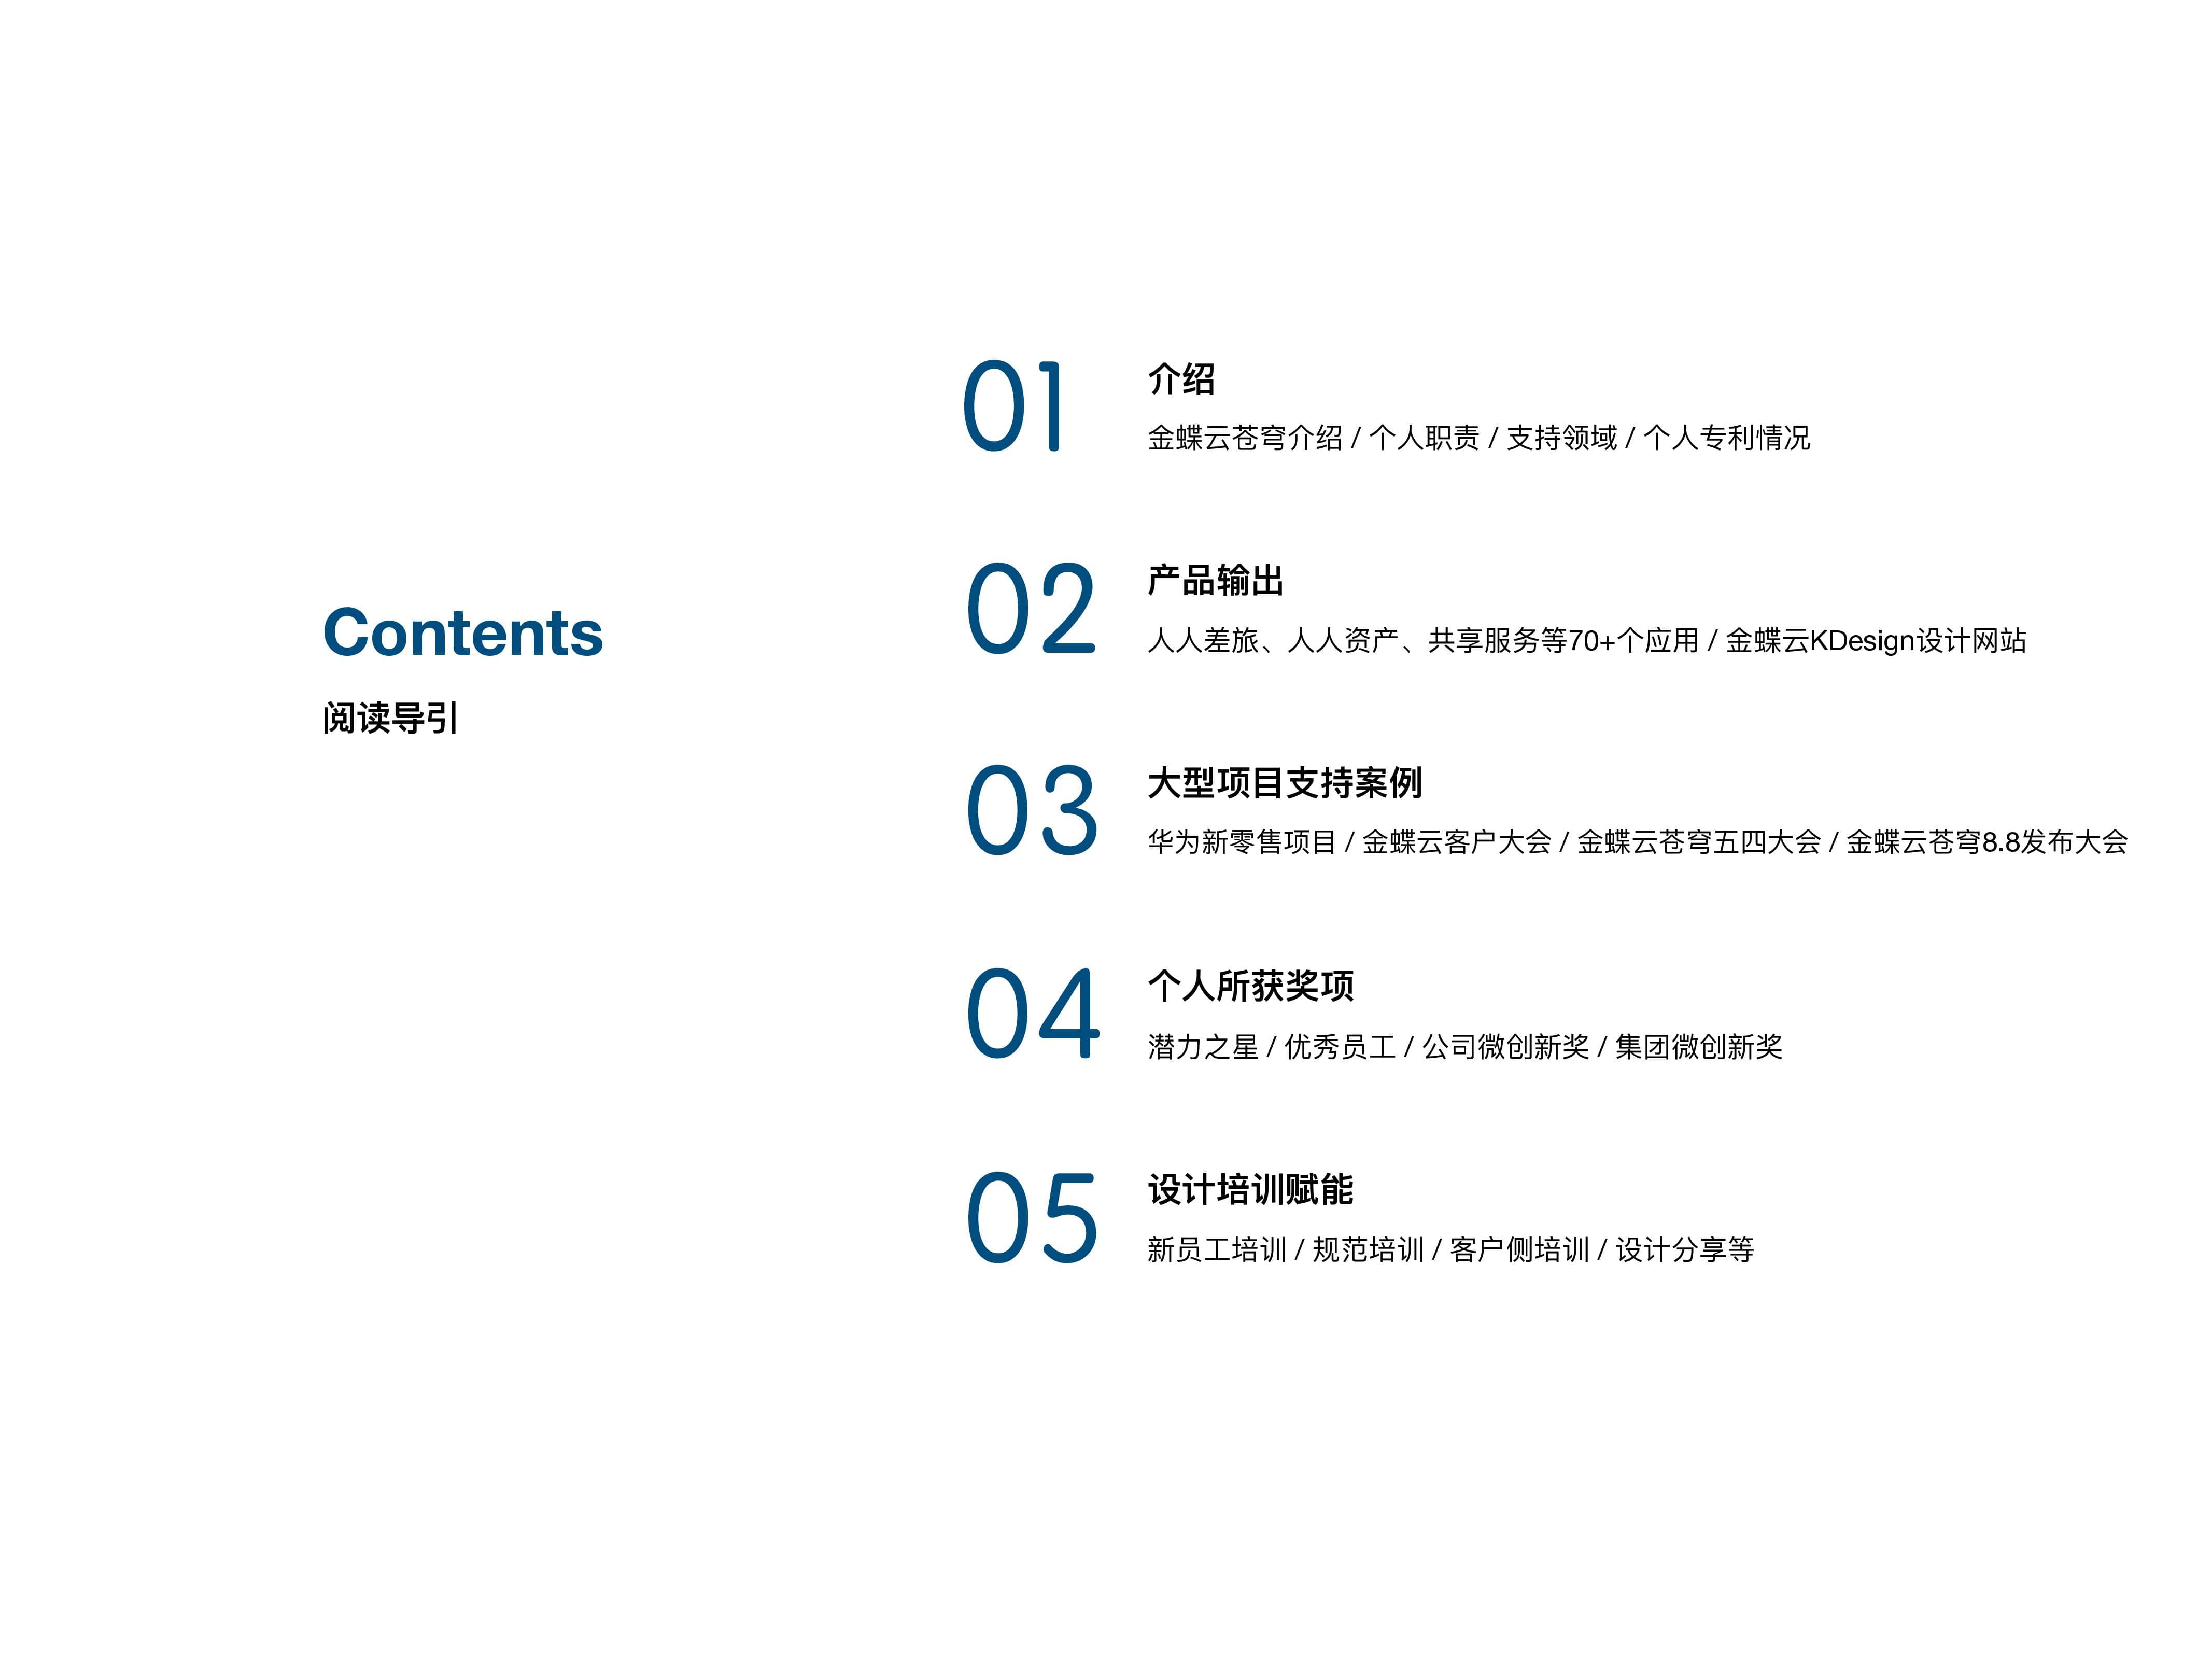 Contents
阅读导引
01
介绍
金蝶云苍穹介绍 / 个人职责 / 支持领域 / 个人专利情况
02
产品输出
人人差旅、人人资产、共享服务等70+个应用 / 金蝶云KDesign设计网站
03
大型项目支持案例
华为新零售项目 / 金蝶云客户大会 / 金蝶云苍穹五四大会 / 金蝶云苍穹8.8发布大会
04
个人所获奖项
潜力之星 / 优秀员工 / 公司微创新奖 / 集团微创新奖
05
设计培训赋能
新员工培训 / 规范培训 / 客户侧培训 / 设计分享等